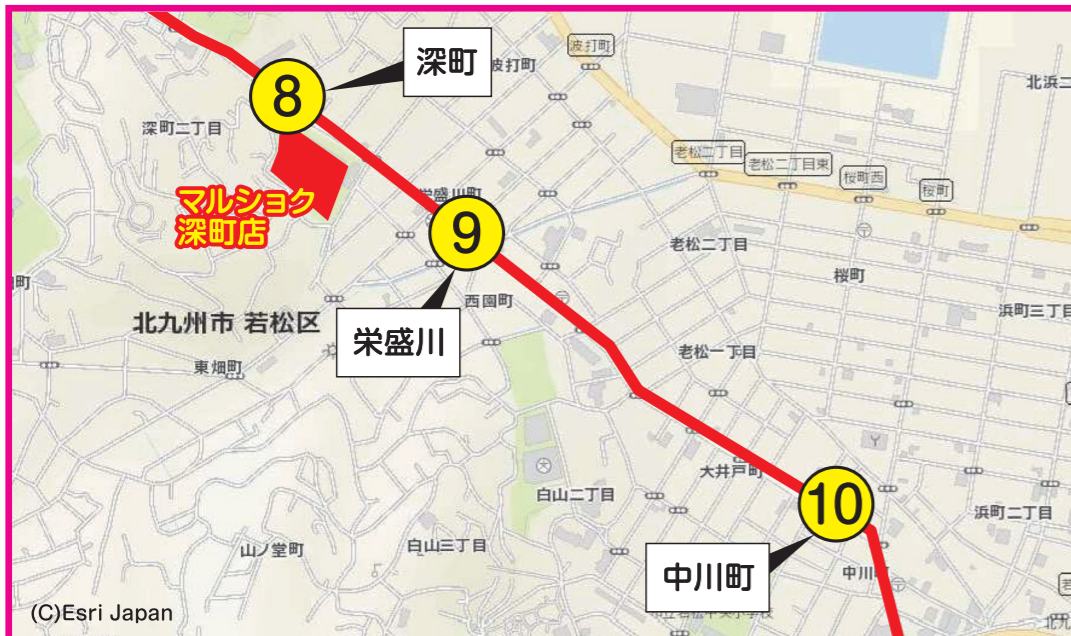 深町
8
波打町
波打町
北浜二
深町二丁目
老松二丁目
老松二丁目東
桜町西
桜町
マルショク
深町店
栄盛川町
9
老松二丁目
桜町
西園町
浜町三丁目
北九州市 若松区
栄盛川
老松一丁目
東畑町
大井戸町
白山二丁目
10
浜町二丁目
山ノ堂町
白山三丁目
中川町
中川町
(C)Esri Japan